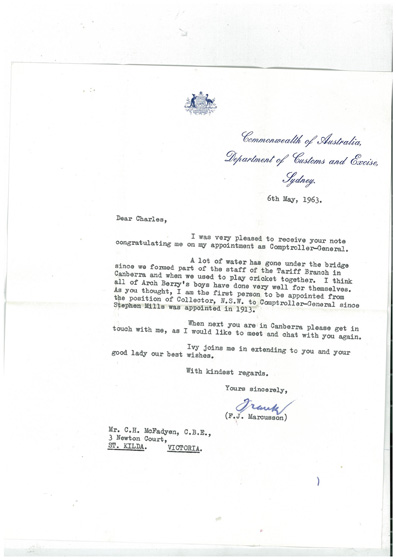 Commonwealth of Australia,
Department of Customs and Excise,
Sydney.
6th May, 1963.
Dear Charles,
I was very pleased to receive your note
congratulating me on my appointment as Comptroller-General.
A lot of water has gone under the bridge
since we formed part of the staff of the Tariff Branch in
Canberra and when we used to play cricket together. I think
all of Arch Berry's boys have done very well for themselves.
As you thought, I am the first person to be appointed from
the position of Collector, N.S.W. to Comptroller-General since
Stephen Mills was appointed in 1913.
When next you are in Canberra please get in
touch with me, as I would like to meet and chat with you again.
Ivy joins me in extending to you and your
good lady our best wishes.
With kindest regards.
Yours sincerely,
Frank
(F.J. Marcusson)
Mr. C.H. McFadyen, C.B.E.,
3 Newton Court,
ST. KILDA. VICTORIA.